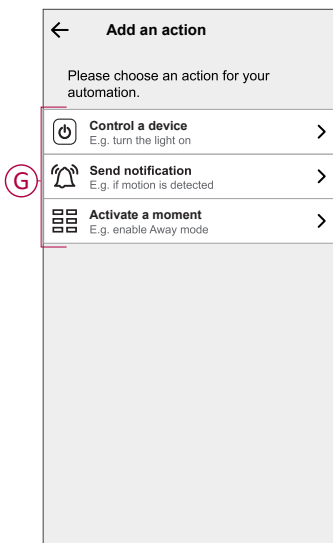 Add an action
Please choose an action for your
automation.
Control a device
E.g. turn the light on
G
Send notification
E.g. if motion is detected
Activate a moment
E.g. enable Away mode